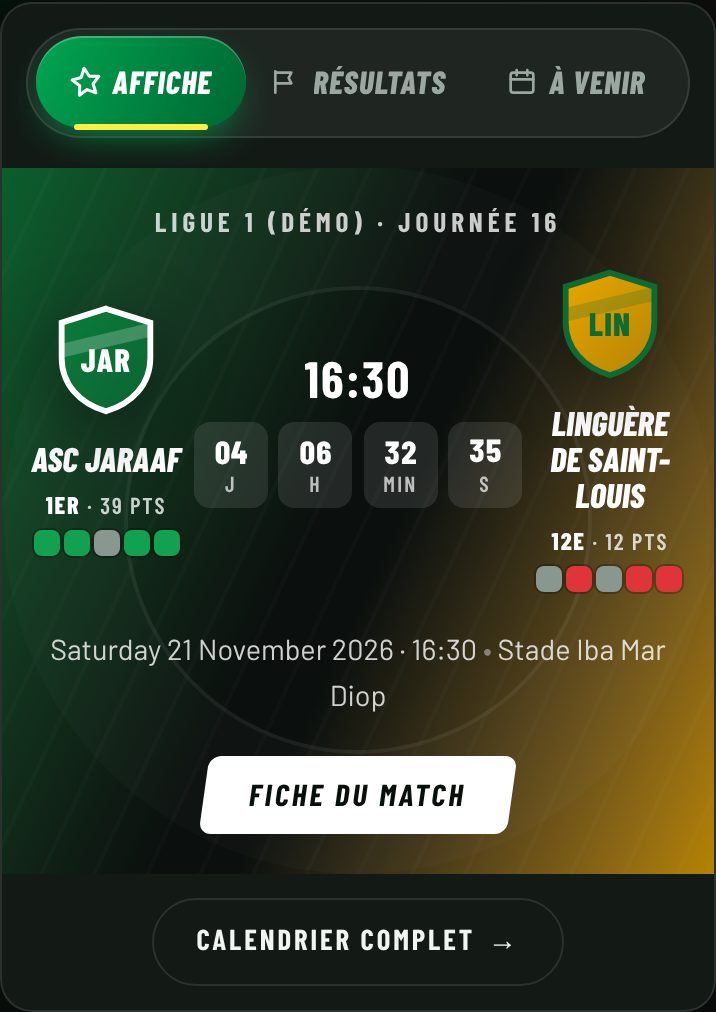 AFFICHE
RÉSULTATS
À VENIR
LIGUE 1 (DÉMO) · JOURNÉE 16
JAR
ASC JARAAF
1ER · 39 PTS
16:30
04 06 32 35
J H MIN S
LIN
LINGUÈRE
DE SAINT-
LOUIS
12E · 12 PTS
Saturday 21 November 2026 · 16:30 • Stade Iba Mar
Diop
FICHE DU MATCH
CALENDRIER COMPLET →